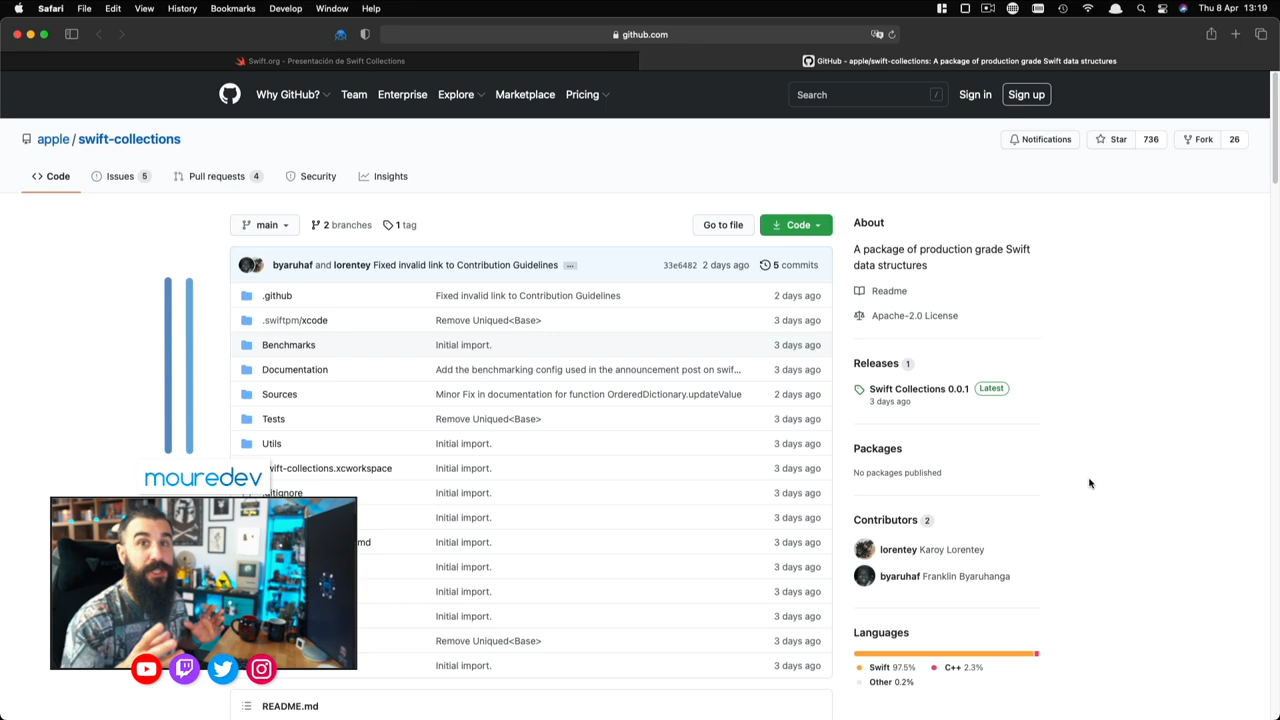 Safari File Edit View History Bookmarks Develop Window Help Thu 8 Apr 13:19
github.com
Swift.org - Presentación de Swift Collections
GitHub - apple/swift-collections: A package of production grade Swift data structures
Why GitHub? Team Enterprise Explore Marketplace Pricing Search / Sign in Sign up
apple / swift-collections
Notifications Star 736 Fork 26
Code Issues 5 Pull requests 4 Security Insights
main 2 branches 1 tag Go to file Code
byaruhaf and lorentey Fixed invalid link to Contribution Guidelines ... 33e6482 2 days ago 5 commits
.github Fixed invalid link to Contribution Guidelines 2 days ago
.swiftpm/xcode Remove Uniqued<Base> 3 days ago
Benchmarks Initial import. 3 days ago
Documentation Add the benchmarking config used in the announcement post on swif... 3 days ago
Sources Minor Fix in documentation for function OrderedDictionary.updateValue 2 days ago
Tests Remove Uniqued<Base> 3 days ago
Utils Initial import. 3 days ago
wift-collections.xcworkspace Initial import. 3 days ago
Initial import. 3 days ago
Initial import. 3 days ago
md Initial import. 3 days ago
Initial import. 3 days ago
Initial import. 3 days ago
Initial import. 3 days ago
Remove Uniqued<Base> 3 days ago
Initial import. 3 days ago
README.md
About
A package of production grade Swift
data structures
Readme
Apache-2.0 License
Releases 1
Swift Collections 0.0.1 Latest
3 days ago
Packages
No packages published
Contributors 2
lorentey Karoy Lorentey
byaruhaf Franklin Byaruhanga
Languages
Swift 97.5% C++ 2.3%
Other 0.2%
mouredev